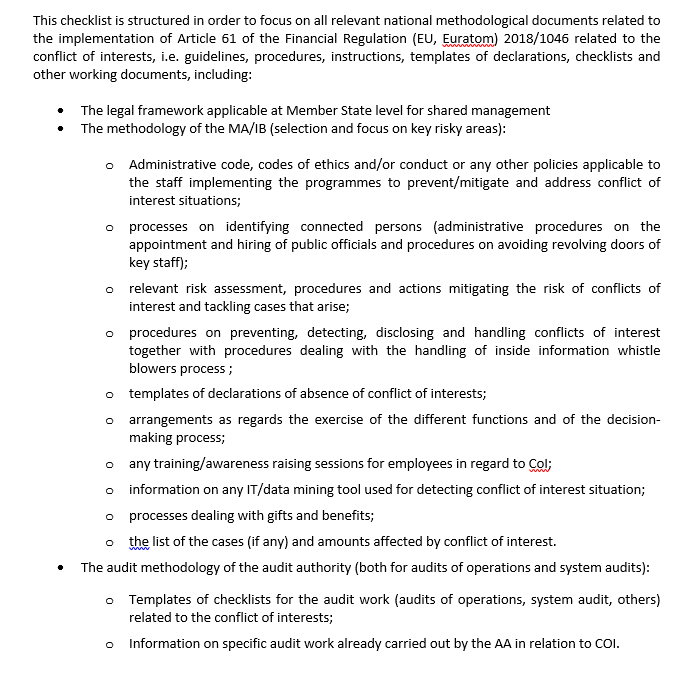 This checklist is structured in order to focus on all relevant national methodological documents related to
the implementation of Article 61 of the Financial Regulation (EU, Euratom) 2018/1046 related to the
conflict of interests, i.e. guidelines, procedures, instructions, templates of declarations, checklists and
other working documents, including:
• The legal framework applicable at Member State level for shared management
• The methodology of the MA/IB (selection and focus on key risky areas):
o Administrative code, codes of ethics and/or conduct or any other policies applicable to
the staff implementing the programmes to prevent/mitigate and address conflict of
interest situations;
o processes on identifying connected persons (administrative procedures on the
appointment and hiring of public officials and procedures on avoiding revolving doors of
key staff);
o relevant risk assessment, procedures and actions mitigating the risk of conflicts of
interest and tackling cases that arise;
o procedures on preventing, detecting, disclosing and handling conflicts of interest
together with procedures dealing with the handling of inside information whistle
blowers process ;
o templates of declarations of absence of conflict of interests;
o arrangements as regards the exercise of the different functions and of the decision-
making process;
o any training/awareness raising sessions for employees in regard to CoI;
o information on any IT/data mining tool used for detecting conflict of interest situation;
o processes dealing with gifts and benefits;
o the list of the cases (if any) and amounts affected by conflict of interest.
• The audit methodology of the audit authority (both for audits of operations and system audits):
o Templates of checklists for the audit work (audits of operations, system audit, others)
related to the conflict of interests;
o Information on specific audit work already carried out by the AA in relation to COI.